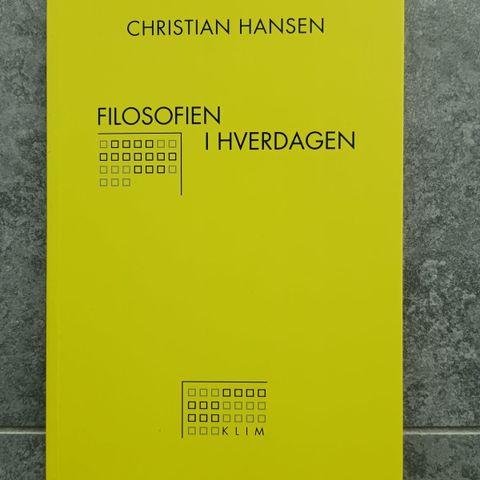 CHRISTIAN HANSEN
FILOSOFIEN
I HVERDAGEN
KLIM